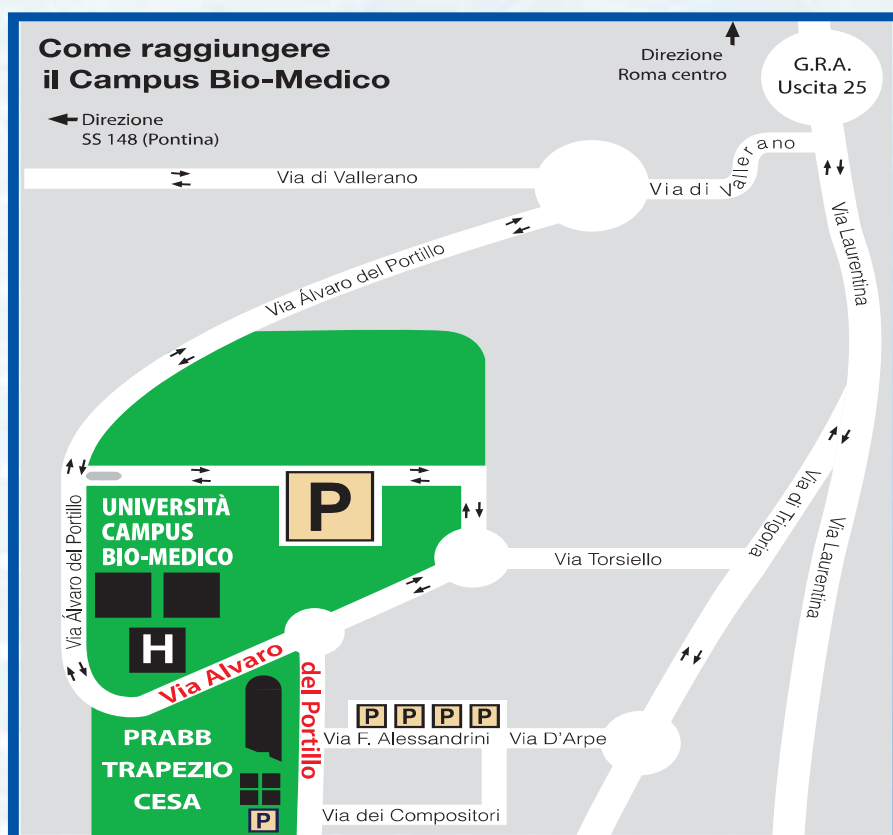 Come raggiungere
il Campus Bio-Medico
Direzione
SS 148 (Pontina)
Direzione
Roma centro
G.R.A.
Uscita 25
Via di Vallerano
Via di Vallerano
Via Laurentina
Via Álvaro del Portillo
UNIVERSITÀ
CAMPUS
BIO-MEDICO
P
Via Álvaro del Portillo
H
Via Torsiello
Via di Trigoria
Via Laurentina
Via Alvaro
del Portillo
PRABB
TRAPEZIO
CESA
P
P P P P
Via F. Alessandrini
Via D'Arpe
Via dei Compositori